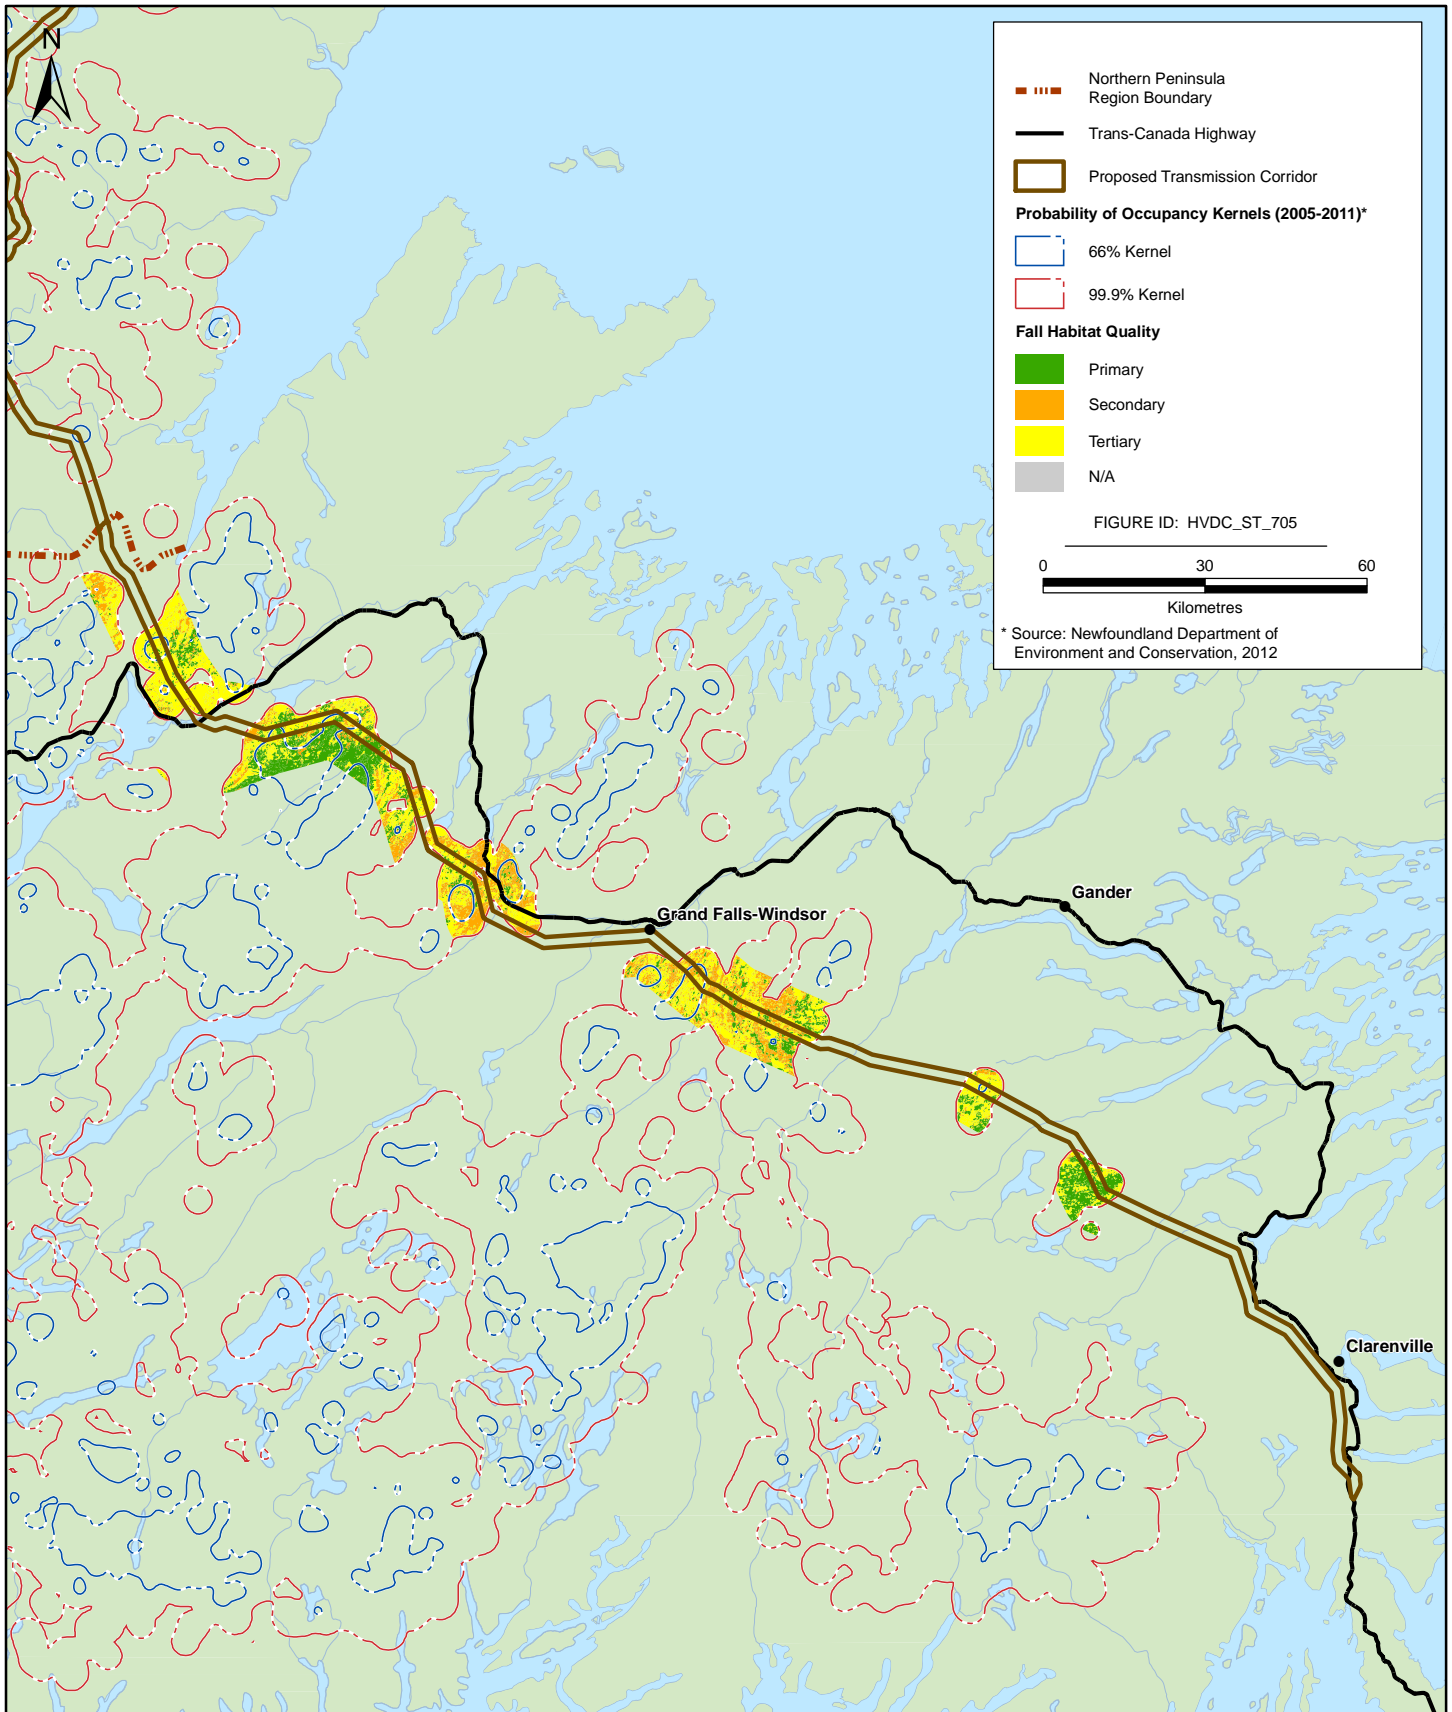 N
Northern Peninsula
Region Boundary
Trans-Canada Highway
Proposed Transmission Corridor
Probability of Occupancy Kernels (2005-2011)*
66% Kernel
99.9% Kernel
Fall Habitat Quality
Primary
Secondary
Tertiary
N/A
FIGURE ID: HVDC_ST_705
0 30 60
Kilometres
* Source: Newfoundland Department of
Environment and Conservation, 2012
Gander
Grand Falls-Windsor
Clarenville